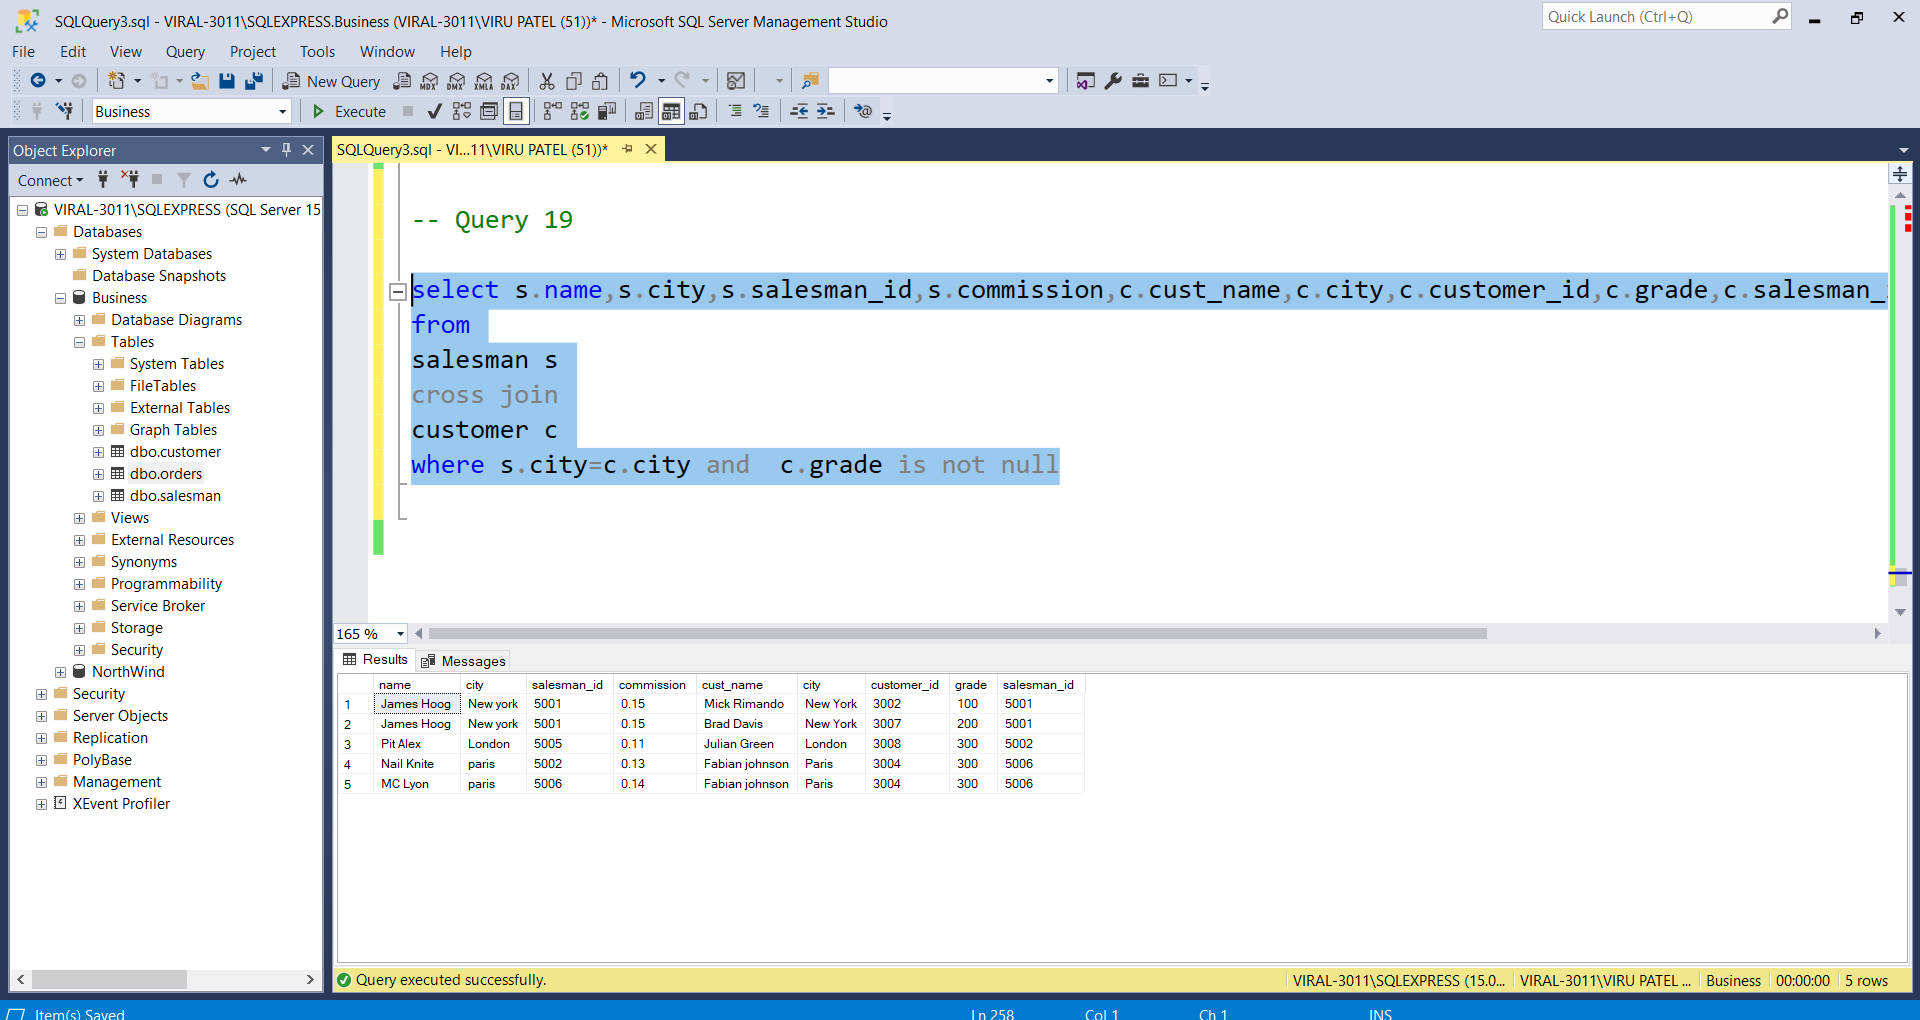 SQLQuery3.sql - VIRAL-3011\SQLEXPRESS.Business (VIRAL-3011\VIRU PATEL (51))* - Microsoft SQL Server Management Studio
Quick Launch (Ctrl+Q)
File Edit View Query Project Tools Window Help
New Query MDX DMX XMLA DAX
Business Execute
Object Explorer
Connect
VIRAL-3011\SQLEXPRESS (SQL Server 15
Databases
System Databases
Database Snapshots
Business
Database Diagrams
Tables
System Tables
FileTables
External Tables
Graph Tables
dbo.customer
dbo.orders
dbo.salesman
Views
External Resources
Synonyms
Programmability
Service Broker
Storage
Security
NorthWind
Security
Server Objects
Replication
PolyBase
Management
XEvent Profiler
SQLQuery3.sql - VI...11\VIRU PATEL (51))*
-- Query 19
select s.name,s.city,s.salesman_id,s.commission,c.cust_name,c.city,c.customer_id,c.grade,c.salesman_
from
salesman s
cross join
customer c
where s.city=c.city and  c.grade is not null
165 %
Results Messages
name city salesman_id commission cust_name city customer_id grade salesman_id
1 James Hoog New york 5001 0.15 Mick Rimando New York 3002 100 5001
2 James Hoog New york 5001 0.15 Brad Davis New York 3007 200 5001
3 Pit Alex London 5005 0.11 Julian Green London 3008 300 5002
4 Nail Knite paris 5002 0.13 Fabian johnson Paris 3004 300 5006
5 MC Lyon paris 5006 0.14 Fabian johnson Paris 3004 300 5006
Query executed successfully. VIRAL-3011\SQLEXPRESS (15.0... VIRAL-3011\VIRU PATEL ... Business 00:00:00 5 rows
Item(s) Saved Ln 258 Col 1 Ch 1 INS